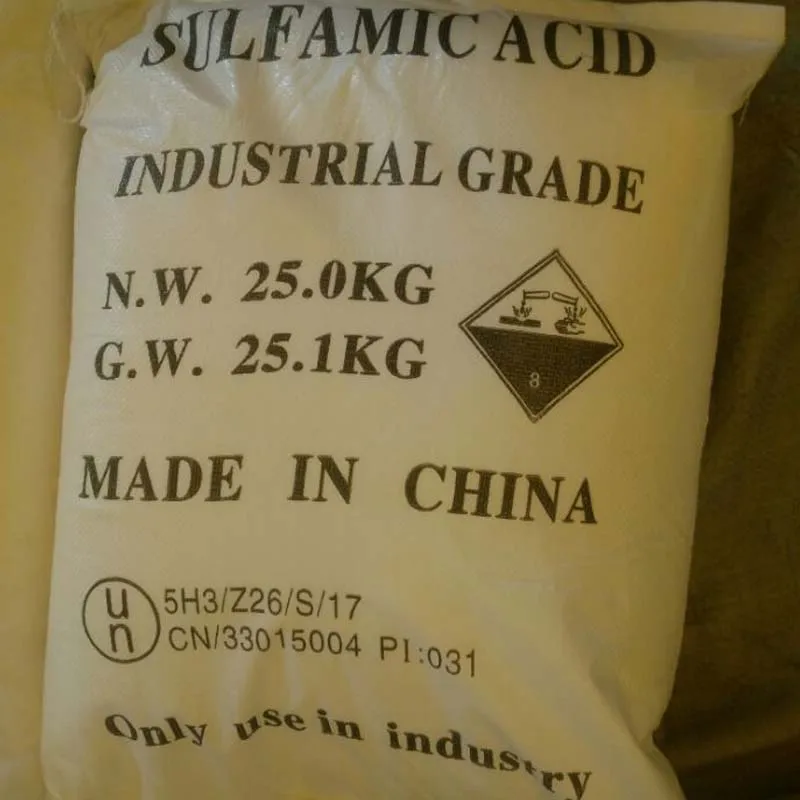 SULFAMIC ACID
INDUSTRIAL GRADE
N.W. 25.0KG
G.W. 25.1KG
8
MADE IN CHINA
un 5H3/Z26/S/17
CN/33015004 PI:031
Only use in industry